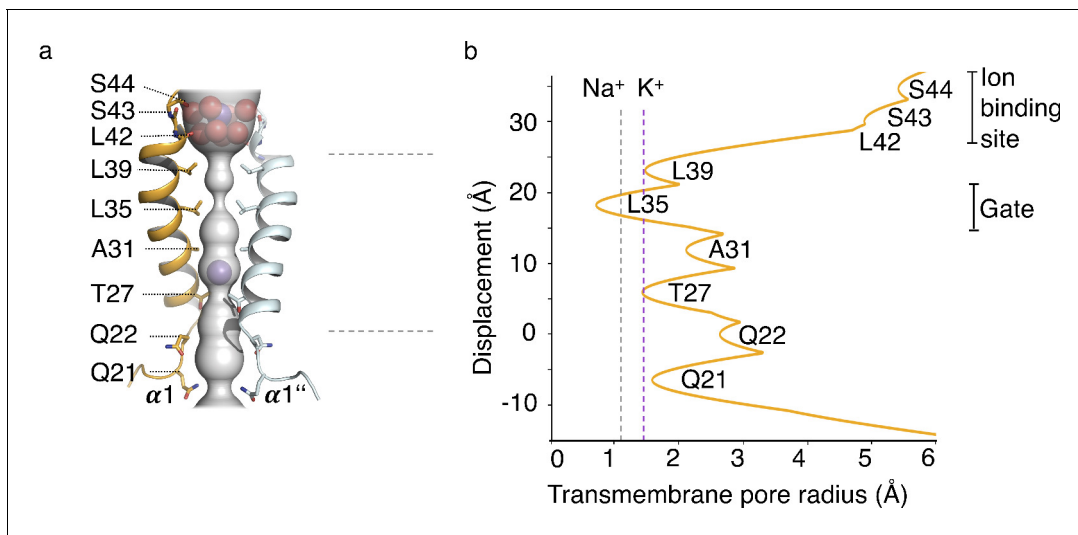 a
S44
S43
L42
L39
L35
A31
T27
Q22
Q21
α1
α1“
b
Na⁺
K⁺
S44
S43
L42
L39
L35
A31
T27
Q22
Q21
Ion
binding
site
Gate
30
20
10
0
-10
Displacement (Å)
0 1 2 3 4 5 6
Transmembrane pore radius (Å)